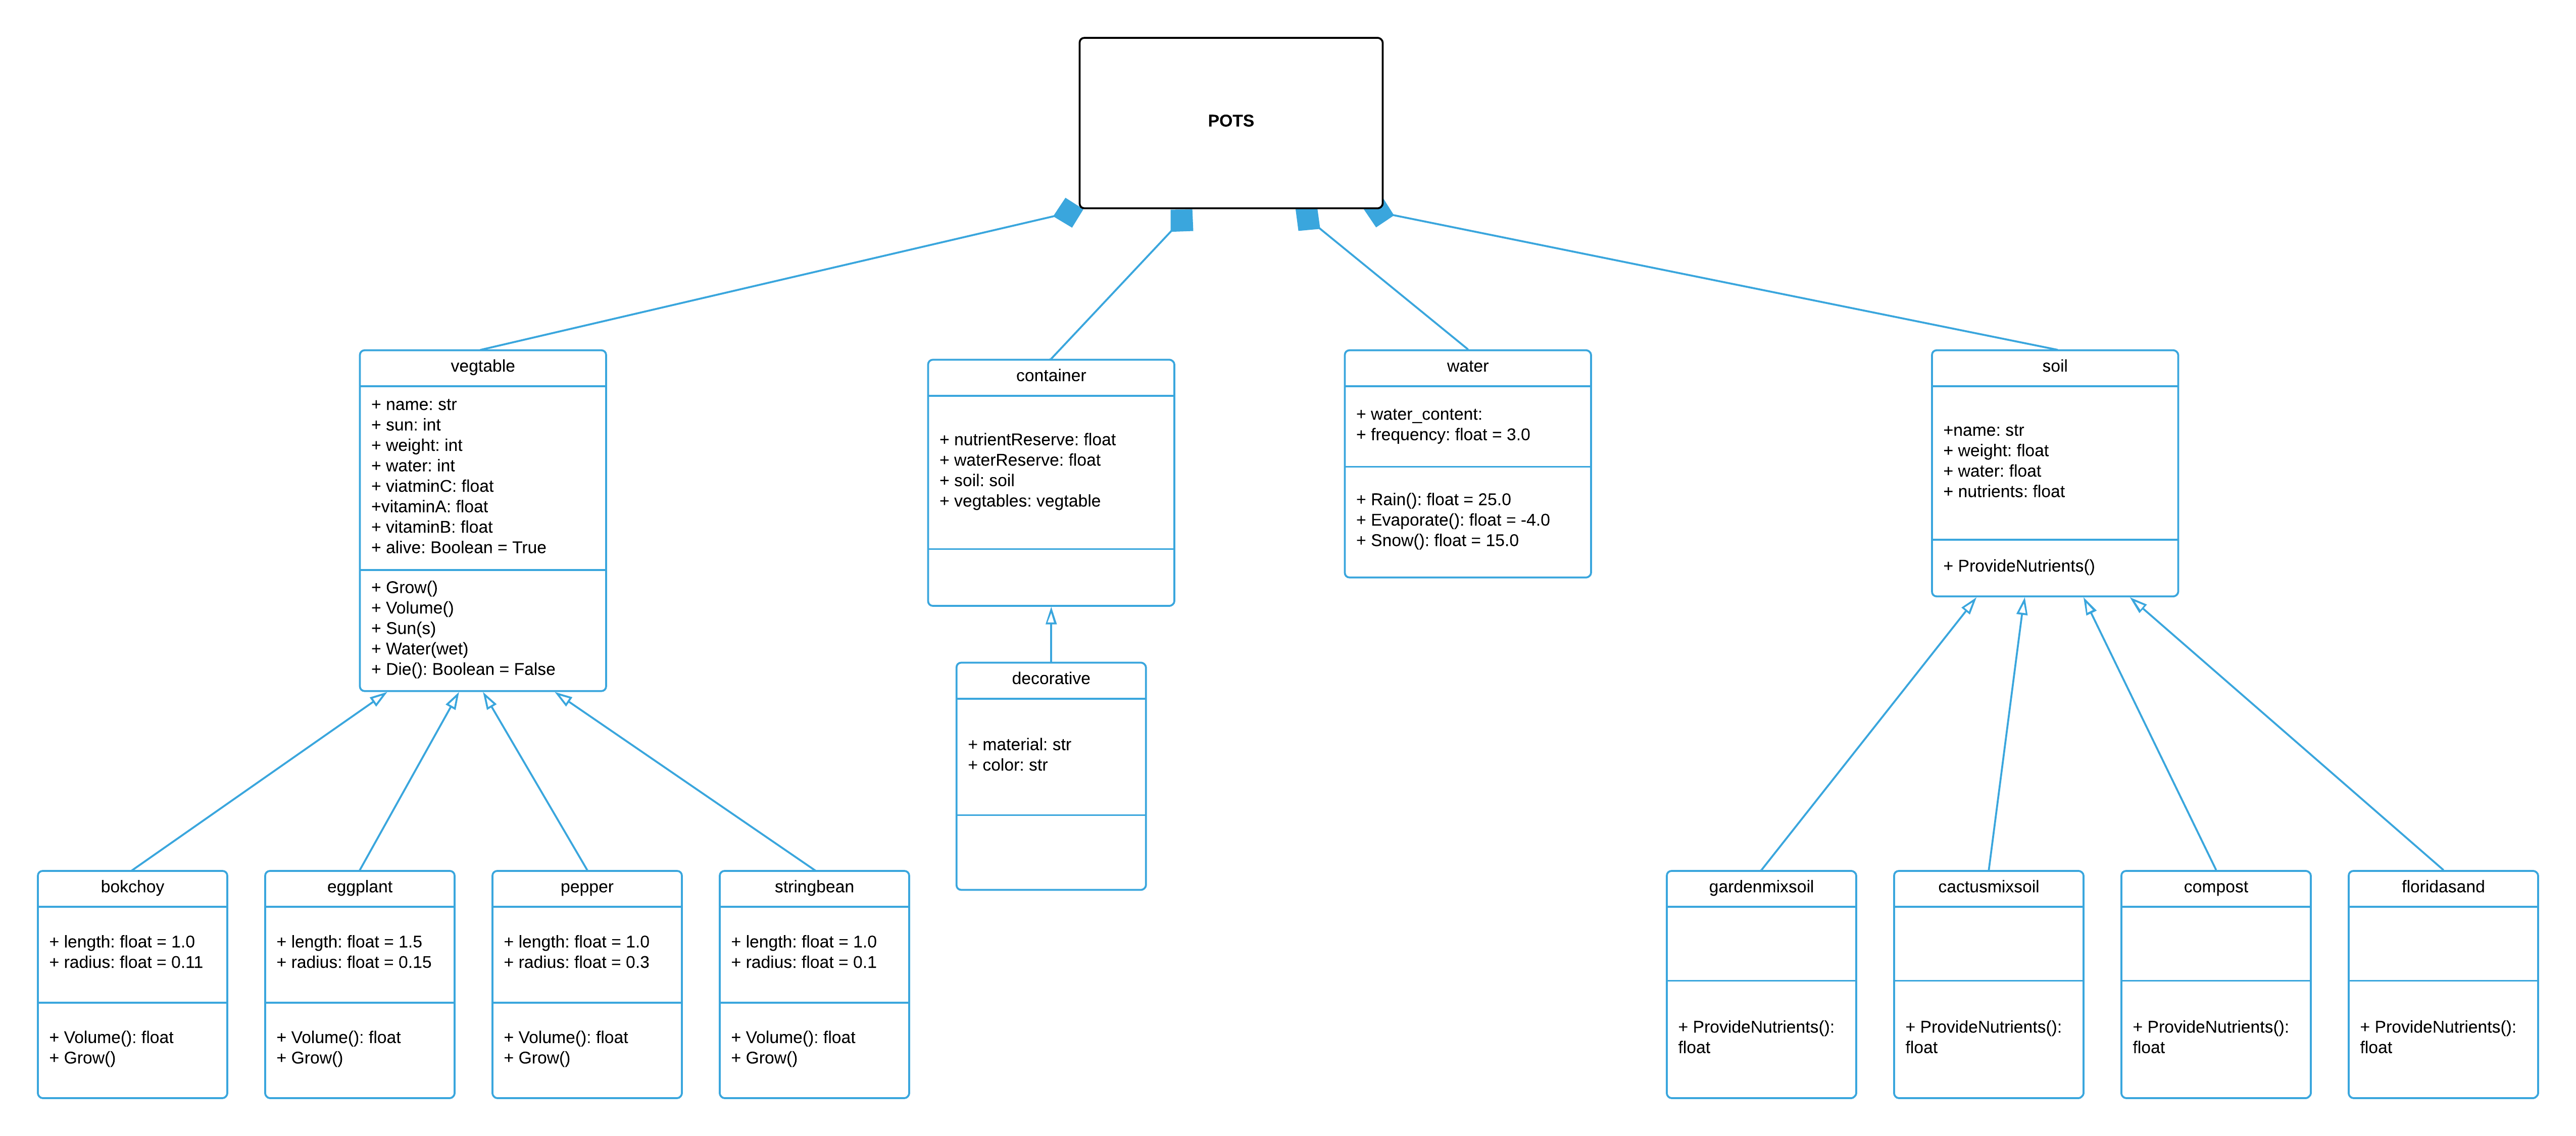 POTS
vegtable
+ name: str
+ sun: int
+ weight: int
+ water: int
+ viatminC: float
+vitaminA: float
+ vitaminB: float
+ alive: Boolean = True
+ Grow()
+ Volume()
+ Sun(s)
+ Water(wet)
+ Die(): Boolean = False
container
+ nutrientReserve: float
+ waterReserve: float
+ soil: soil
+ vegtables: vegtable
water
+ water_content:
+ frequency: float = 3.0
+ Rain(): float = 25.0
+ Evaporate(): float = -4.0
+ Snow(): float = 15.0
soil
+name: str
+ weight: float
+ water: float
+ nutrients: float
+ ProvideNutrients()
decorative
+ material: str
+ color: str
bokchoy
+ length: float = 1.0
+ radius: float = 0.11
+ Volume(): float
+ Grow()
eggplant
+ length: float = 1.5
+ radius: float = 0.15
+ Volume(): float
+ Grow()
pepper
+ length: float = 1.0
+ radius: float = 0.3
+ Volume(): float
+ Grow()
stringbean
+ length: float = 1.0
+ radius: float = 0.1
+ Volume(): float
+ Grow()
gardenmixsoil
+ ProvideNutrients():
float
cactusmixsoil
+ ProvideNutrients():
float
compost
+ ProvideNutrients():
float
floridasand
+ ProvideNutrients():
float